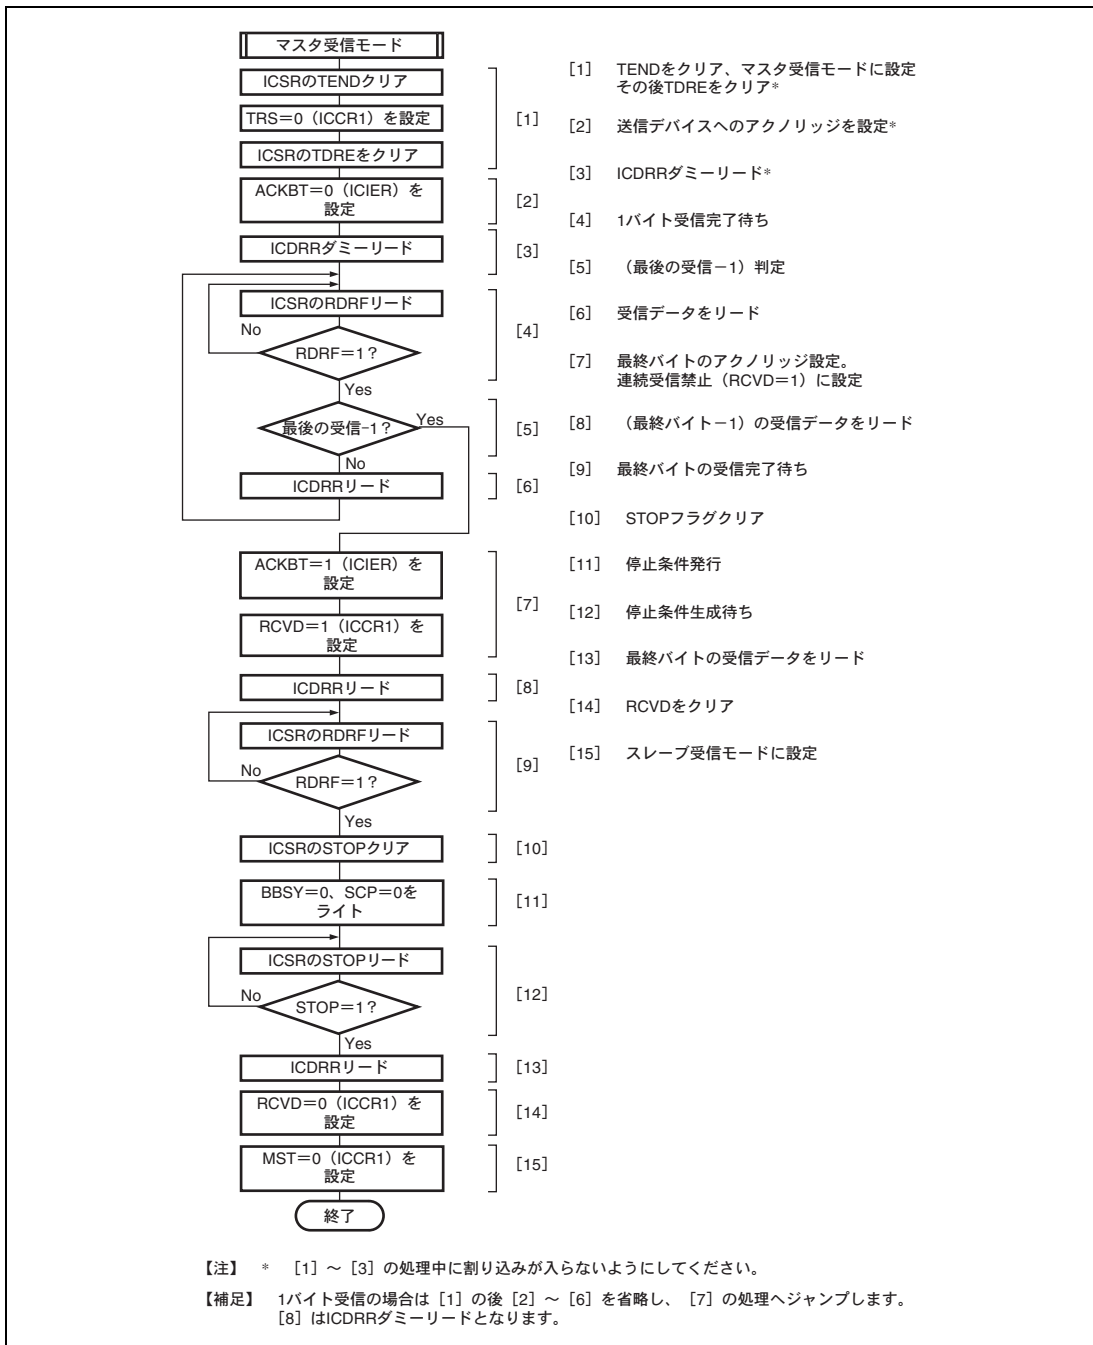 マスタ受信モード
ICSRのTENDクリア
TRS=0（ICCR1）を設定
ICSRのTDREをクリア
[1]
ACKBT=0（ICIER）を
設定
[2]
ICDRRダミーリード
[3]
ICSRのRDRFリード
No
RDRF=1？
Yes
[4]
最後の受信-1？
Yes
No
[5]
ICDRRリード
[6]
ACKBT=1（ICIER）を
設定
RCVD=1（ICCR1）を
設定
[7]
ICDRRリード
[8]
ICSRのRDRFリード
No
RDRF=1？
Yes
[9]
ICSRのSTOPクリア
[10]
BBSY=0、SCP=0を
ライト
[11]
ICSRのSTOPリード
No
STOP=1？
Yes
[12]
ICDRRリード
[13]
RCVD=0（ICCR1）を
設定
[14]
MST=0（ICCR1）を
設定
[15]
終了
[1] TENDをクリア、マスタ受信モードに設定
その後TDREをクリア*
[2] 送信デバイスへのアクノリッジを設定*
[3] ICDRRダミーリード*
[4] 1バイト受信完了待ち
[5] （最後の受信－1）判定
[6] 受信データをリード
[7] 最終バイトのアクノリッジ設定。
連続受信禁止（RCVD=1）に設定
[8] （最終バイト－1）の受信データをリード
[9] 最終バイトの受信完了待ち
[10] STOPフラグクリア
[11] 停止条件発行
[12] 停止条件生成待ち
[13] 最終バイトの受信データをリード
[14] RCVDをクリア
[15] スレーブ受信モードに設定
【注】 * [1]～[3]の処理中に割り込みが入らないようにしてください。
【補足】 1バイト受信の場合は[1]の後[2]～[6]を省略し、[7]の処理へジャンプします。
[8]はICDRRダミーリードとなります。